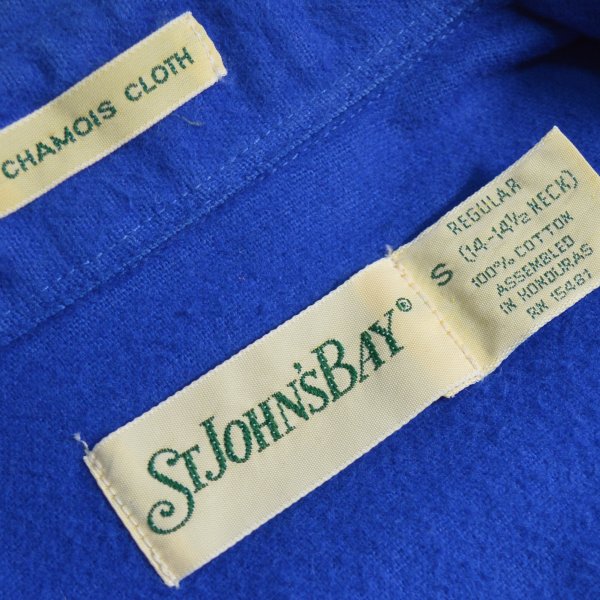 CHAMOIS CLOTH
ST. JOHN'S BAY®
S
REGULAR
(14-14½ NECK)
100% COTTON
ASSEMBLED
IN HONDURAS
RN 15481